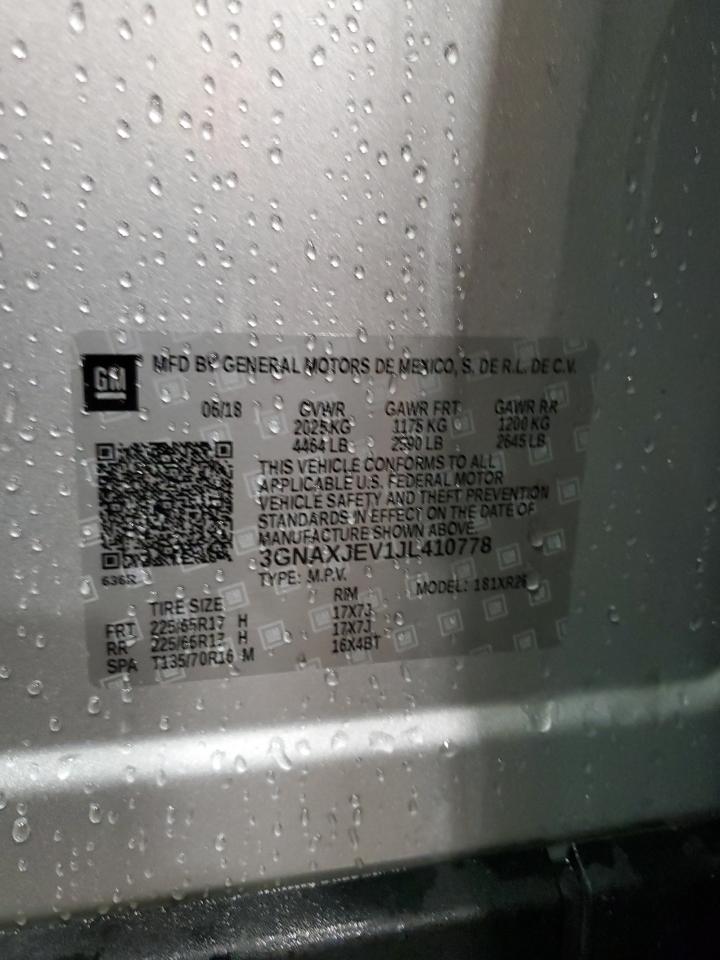 GM MFD BY GENERAL MOTORS DE MEXICO, S. DE R.L. DE C.V.
06/18 GVWR GAWR FRT GAWR RR
2025 KG 1175 KG 1200 KG
4464 LB 2590 LB 2645 LB
THIS VEHICLE CONFORMS TO ALL
APPLICABLE U.S. FEDERAL MOTOR
VEHICLE SAFETY AND THEFT PREVENTION
STANDARDS IN EFFECT ON THE DATE OF
MANUFACTURE SHOWN ABOVE.
3GNAXJEV1JL410778
636R
TYPE: M.P.V. MODEL: 181XR26
TIRE SIZE RIM
FRT 225/65R17 H 17X7J
RR 225/65R17 H 17X7J
SPA T135/70R16 M 16X4BT